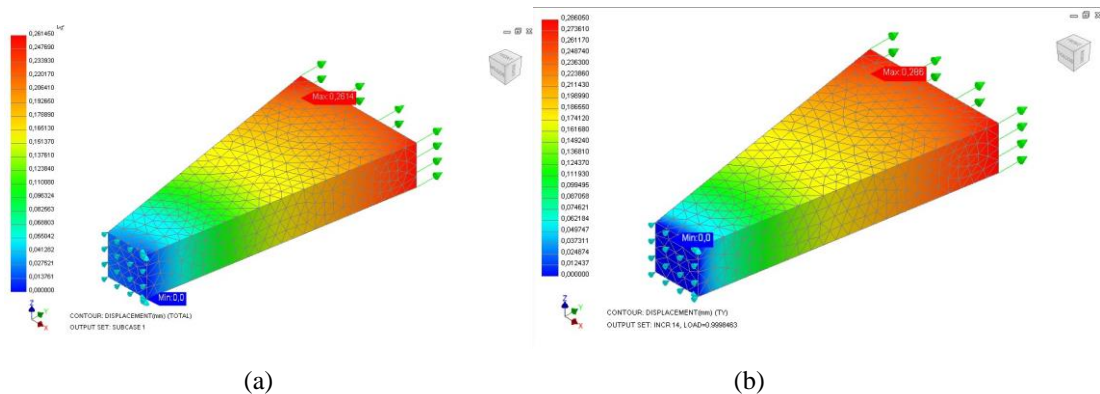 0,261450
0,247690
0,233930
0,220170
0,206410
0,192650
0,178890
0,165130
0,151370
0,137610
0,123840
0,110080
0,096324
0,082563
0,068803
0,055042
0,041282
0,027521
0,013761
0,000000
Max:0,2614
Min:0,0
Z
Y
X
CONTOUR: DISPLACEMENT(mm) (TOTAL)
OUTPUT SET: SUBCASE 1
(a)
0,286050
0,273610
0,261170
0,248740
0,236300
0,223860
0,211430
0,198990
0,186550
0,174120
0,161680
0,149240
0,136810
0,124370
0,111930
0,099495
0,087058
0,074621
0,062184
0,049747
0,037311
0,024874
0,012437
0,000000
Max:0,286
Min:0,0
Z
Y
X
CONTOUR: DISPLACEMENT(mm) (TY)
OUTPUT SET: INCR 14, LOAD=0.9998463
(b)